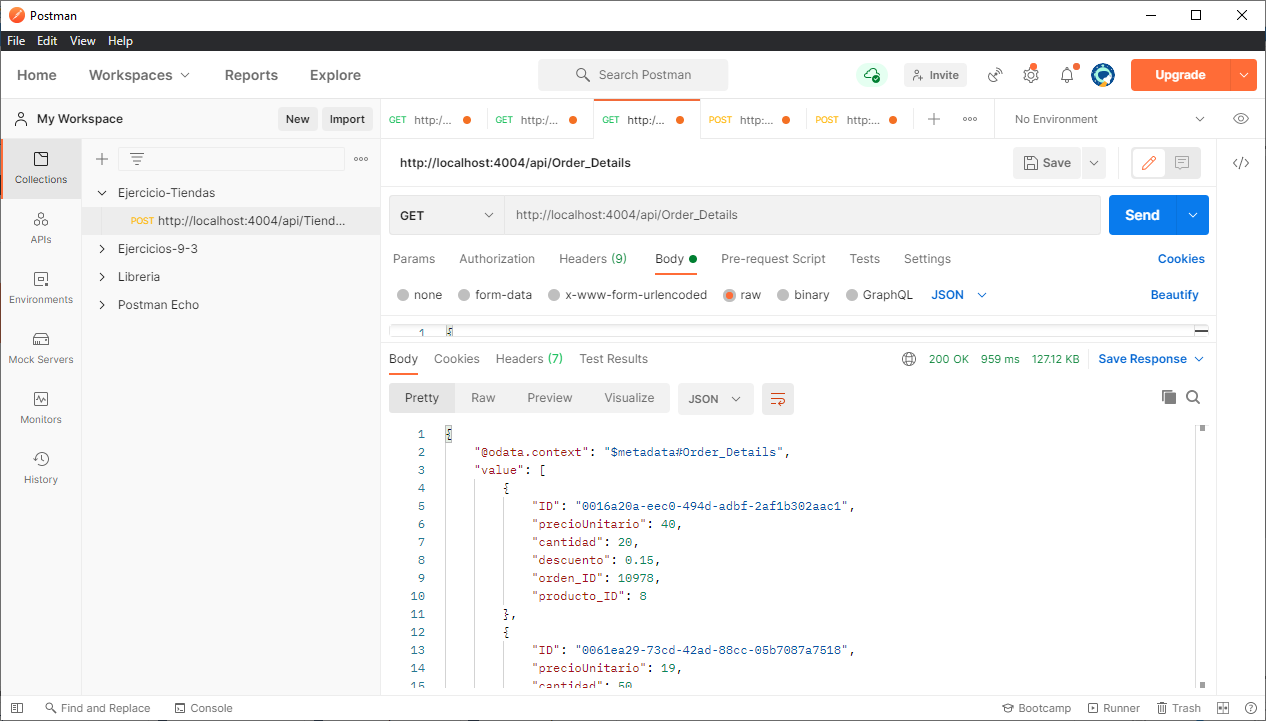 Postman
File Edit View Help
Home Workspaces Reports Explore Search Postman Invite Upgrade
My Workspace New Import GET http:/... GET http:/... GET http:/... POST http:... POST http:... No Environment
Collections
APIs
Environments
Mock Servers
Monitors
History
Ejercicio-Tiendas
POST http://localhost:4004/api/Tiend...
Ejercicios-9-3
Libreria
Postman Echo
http://localhost:4004/api/Order_Details Save
GET http://localhost:4004/api/Order_Details Send
Params Authorization Headers (9) Body Pre-request Script Tests Settings Cookies
none form-data x-www-form-urlencoded raw binary GraphQL JSON Beautify
1 {
Body Cookies Headers (7) Test Results 200 OK 959 ms 127.12 KB Save Response
Pretty Raw Preview Visualize JSON
1 {
2 "@odata.context": "$metadata#Order_Details",
3 "value": [
4 {
5 "ID": "0016a20a-eec0-494d-adbf-2af1b302aac1",
6 "precioUnitario": 40,
7 "cantidad": 20,
8 "descuento": 0.15,
9 "orden_ID": 10978,
10 "producto_ID": 8
11 },
12 {
13 "ID": "0061ea29-73cd-42ad-88cc-05b7087a7518",
14 "precioUnitario": 19,
15 "cantidad": 50,
Find and Replace Console Bootcamp Runner Trash